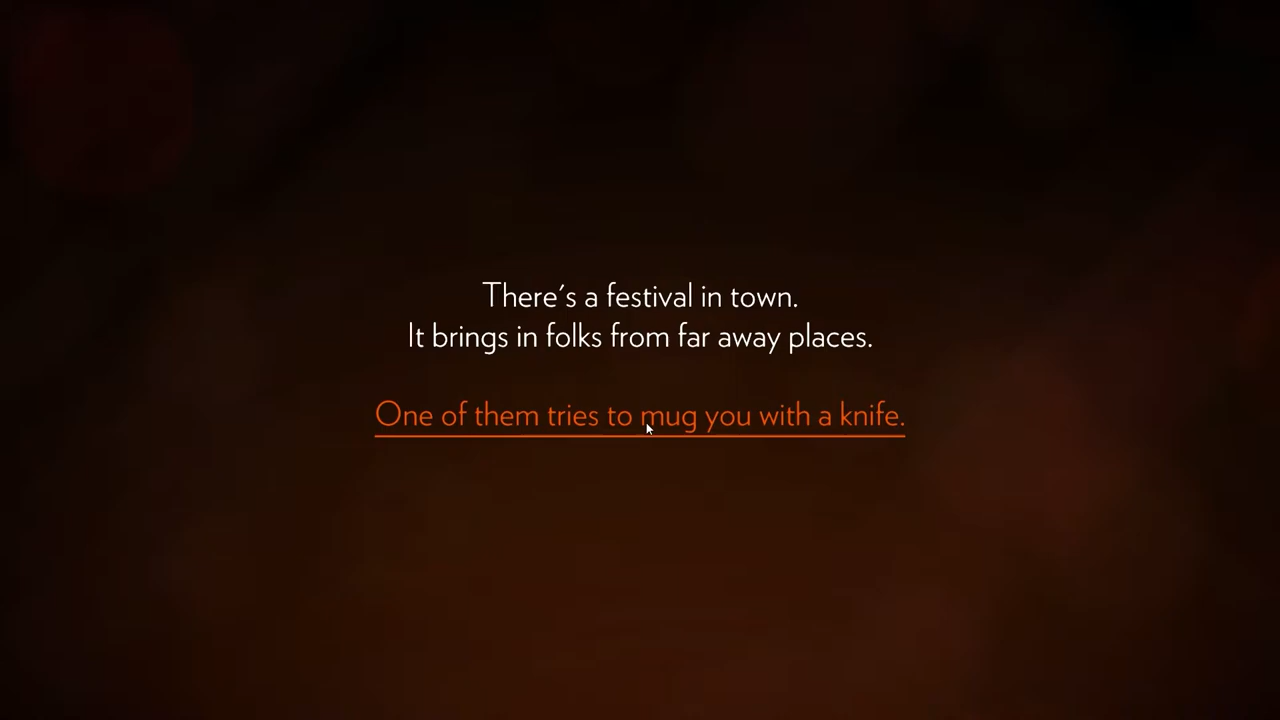 There's a festival in town.
It brings in folks from far away places.
One of them tries to mug you with a knife.